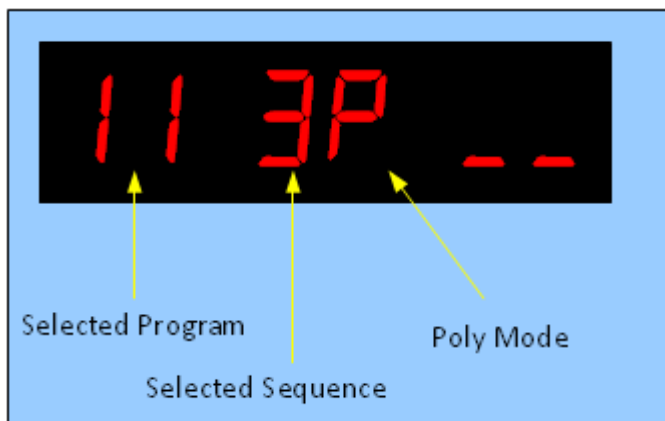 11 3P _ _
Selected Program
Poly Mode
Selected Sequence